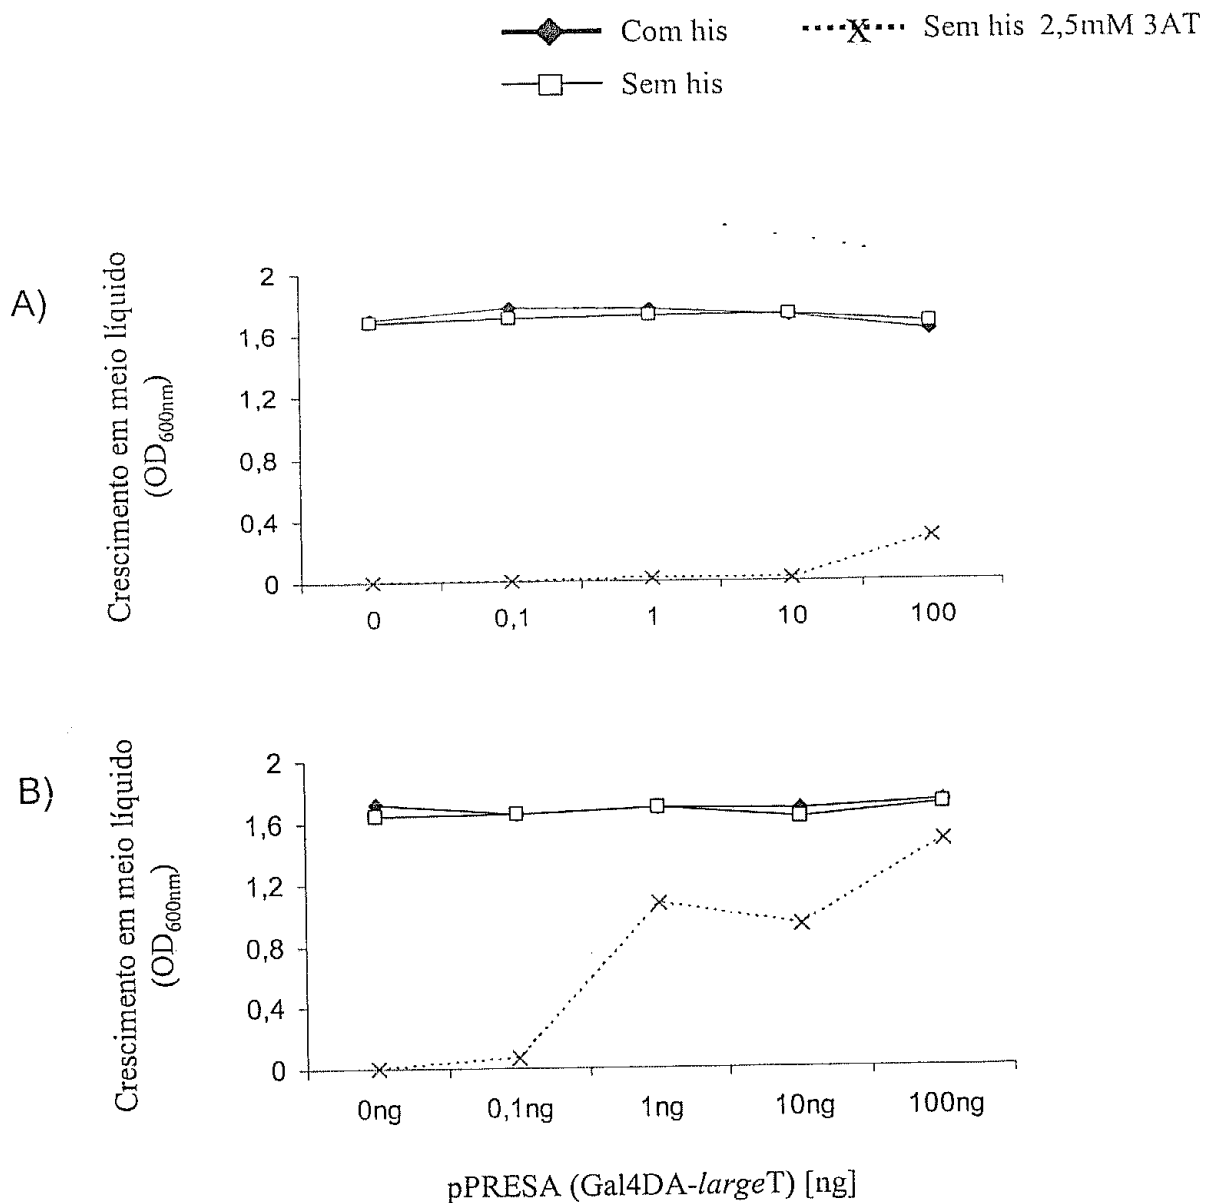 Com his
Sem his 2,5mM 3AT
Sem his
A)
Crescimento em meio líquido
(OD600nm)
2
1,6
1,2
0,8
0,4
0
0 0,1 1 10 100
B)
Crescimento em meio líquido
(OD600nm)
2
1,6
1,2
0,8
0,4
0
0ng 0,1ng 1ng 10ng 100ng
pPRESA (Gal4DA-largeT) [ng]